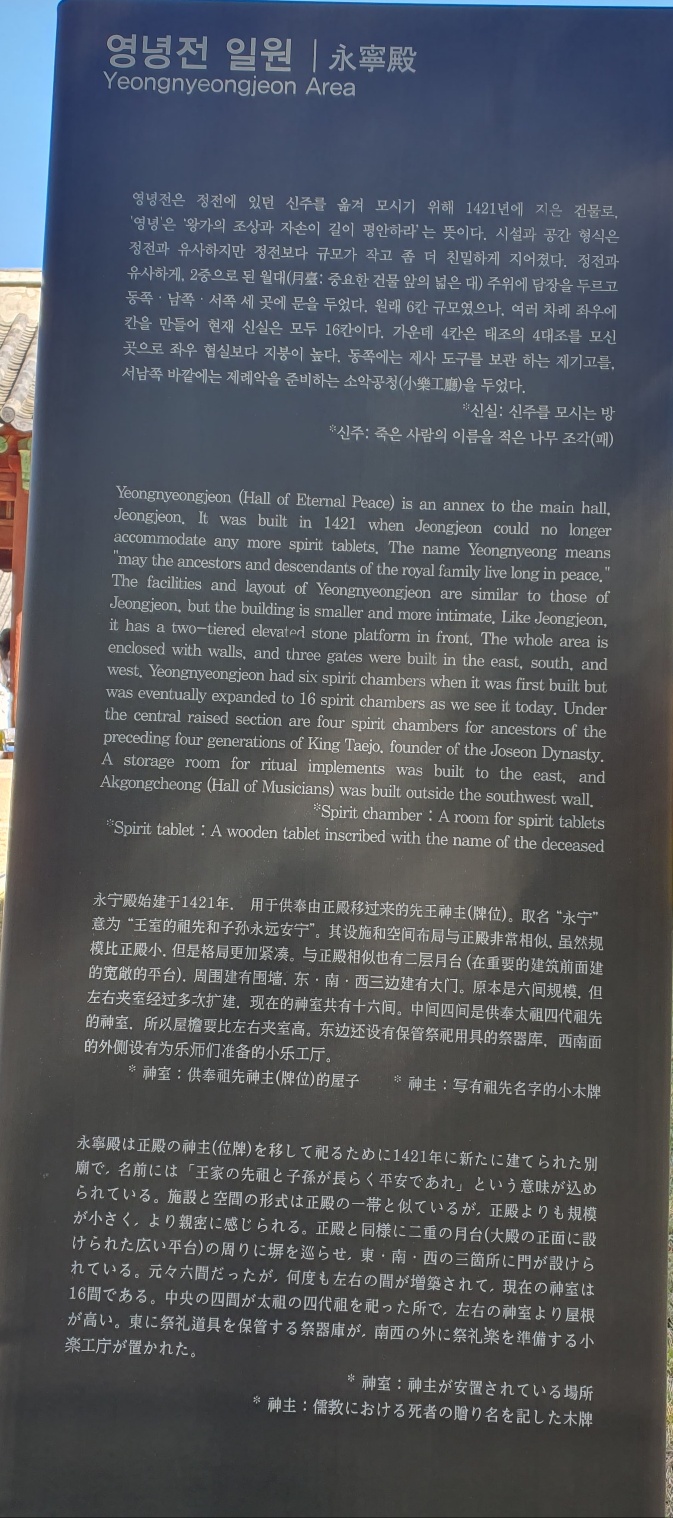 영녕전 일원 | 永寧殿
Yeongnyeongjeon Area
영녕전은 정전에 있던 신주를 옮겨 모시기 위해 1421년에 지은 건물로,
'영녕'은 '왕가의 조상과 자손이 길이 평안하라'는 뜻이다. 시설과 공간 형식은
정전과 유사하지만 정전보다 규모가 작고 좀 더 친밀하게 지어졌다. 정전과
유사하게, 2중으로 된 월대(月臺: 중요한 건물 앞의 넓은 대) 주위에 담장을 두르고
동쪽 · 남쪽 · 서쪽 세 곳에 문을 두었다. 원래 6칸 규모였으나, 여러 차례 좌우에
칸을 만들어 현재 신실은 모두 16칸이다. 가운데 4칸은 태조의 4대조를 모신
곳으로 좌우 협실보다 지붕이 높다. 동쪽에는 제사 도구를 보관 하는 제기고를,
서남쪽 바깥에는 제례악을 준비하는 소악공청(小樂工廳)을 두었다.
*신실: 신주를 모시는 방
*신주: 죽은 사람의 이름을 적은 나무 조각(패)
Yeongnyeongjeon (Hall of Eternal Peace) is an annex to the main hall,
Jeongjeon. It was built in 1421 when Jeongjeon could no longer
accommodate any more spirit tablets. The name Yeongnyeong means
"may the ancestors and descendants of the royal family live long in peace."
The facilities and layout of Yeongnyeongjeon are similar to those of
Jeongjeon, but the building is smaller and more intimate. Like Jeongjeon,
it has a two-tiered elevated stone platform in front. The whole area is
enclosed with walls, and three gates were built in the east, south, and
west. Yeongnyeongjeon had six spirit chambers when it was first built but
was eventually expanded to 16 spirit chambers as we see it today. Under
the central raised section are four spirit chambers for ancestors of the
preceding four generations of King Taejo, founder of the Joseon Dynasty.
A storage room for ritual implements was built to the east, and
Akgongcheong (Hall of Musicians) was built outside the southwest wall.
*Spirit chamber : A room for spirit tablets
*Spirit tablet : A wooden tablet inscribed with the name of the deceased
永宁殿始建于1421年, 用于供奉由正殿移过来的先王神主(牌位)。取名 “永宁”
意为 “王室的祖先和子孙永远安宁”。其设施和空间布局与正殿非常相似, 虽然规
模比正殿小, 但是格局更加紧凑。与正殿相似也有二层月台 (在重要的建筑前面建
的宽敞的平台), 周围建有围墙, 东 · 南 · 西三边建有大门。原本是六间规模, 但
左右夹室经过多次扩建, 现在的神室共有十六间。中间四间是供奉太祖四代祖先
的神室, 所以屋檐要比左右夹室高。东边还设有保管祭祀用具的祭器库, 西南面
的外侧设有为乐师们准备的小乐工厅。
* 神室 : 供奉祖先神主(牌位)的屋子 * 神主 : 写有祖先名字的小木牌
永寧殿は正殿の神主(位牌)を移して祀るために1421年に新たに建てられた別
廟で, 名前には「王家の先祖と子孫が長らく平安であれ」という意味が込め
られている。施設と空間の形式は正殿の一帯と似ているが, 正殿よりも規模
が小さく, より親密に感じられる。正殿と同様に二重の月台(大殿の正面に設
けられた広い平台)の周りに塀を巡らせ, 東 · 南 · 西の三箇所に門が設けら
れている。元々六間だったが, 何度も左右の間が増築されて, 現在の神室は
16間である。中央の四間が太祖の四代祖を祀った所で, 左右の神室より屋根
が高い。東に祭礼道具を保管する祭器庫が, 南西の外に祭礼楽を準備する小
楽工庁が置かれた。
* 神室 : 神主が安置されている場所
* 神主 : 儒教における死者の贈り名を記した木牌